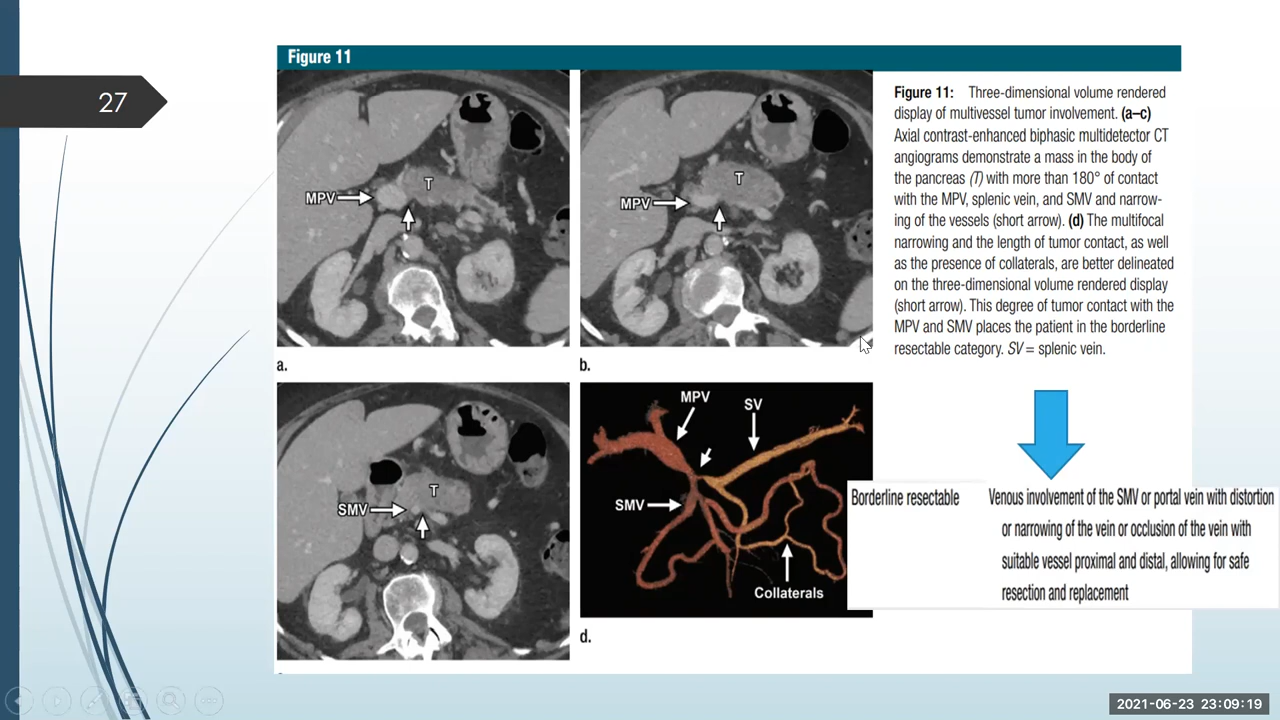 27
Figure 11
MPV
T
a.
MPV
T
b.
Figure 11: Three-dimensional volume rendered
display of multivessel tumor involvement. (a–c)
Axial contrast-enhanced biphasic multidetector CT
angiograms demonstrate a mass in the body of
the pancreas (T) with more than 180° of contact
with the MPV, splenic vein, and SMV and narrow-
ing of the vessels (short arrow). (d) The multifocal
narrowing and the length of tumor contact, as well
as the presence of collaterals, are better delineated
on the three-dimensional volume rendered display
(short arrow). This degree of tumor contact with the
MPV and SMV places the patient in the borderline
resectable category. SV = splenic vein.
SMV
T
MPV
SV
SMV
Collaterals
d.
Borderline resectable
Venous involvement of the SMV or portal vein with distortion
or narrowing of the vein or occlusion of the vein with
suitable vessel proximal and distal, allowing for safe
resection and replacement
2021-06-23 23:09:19